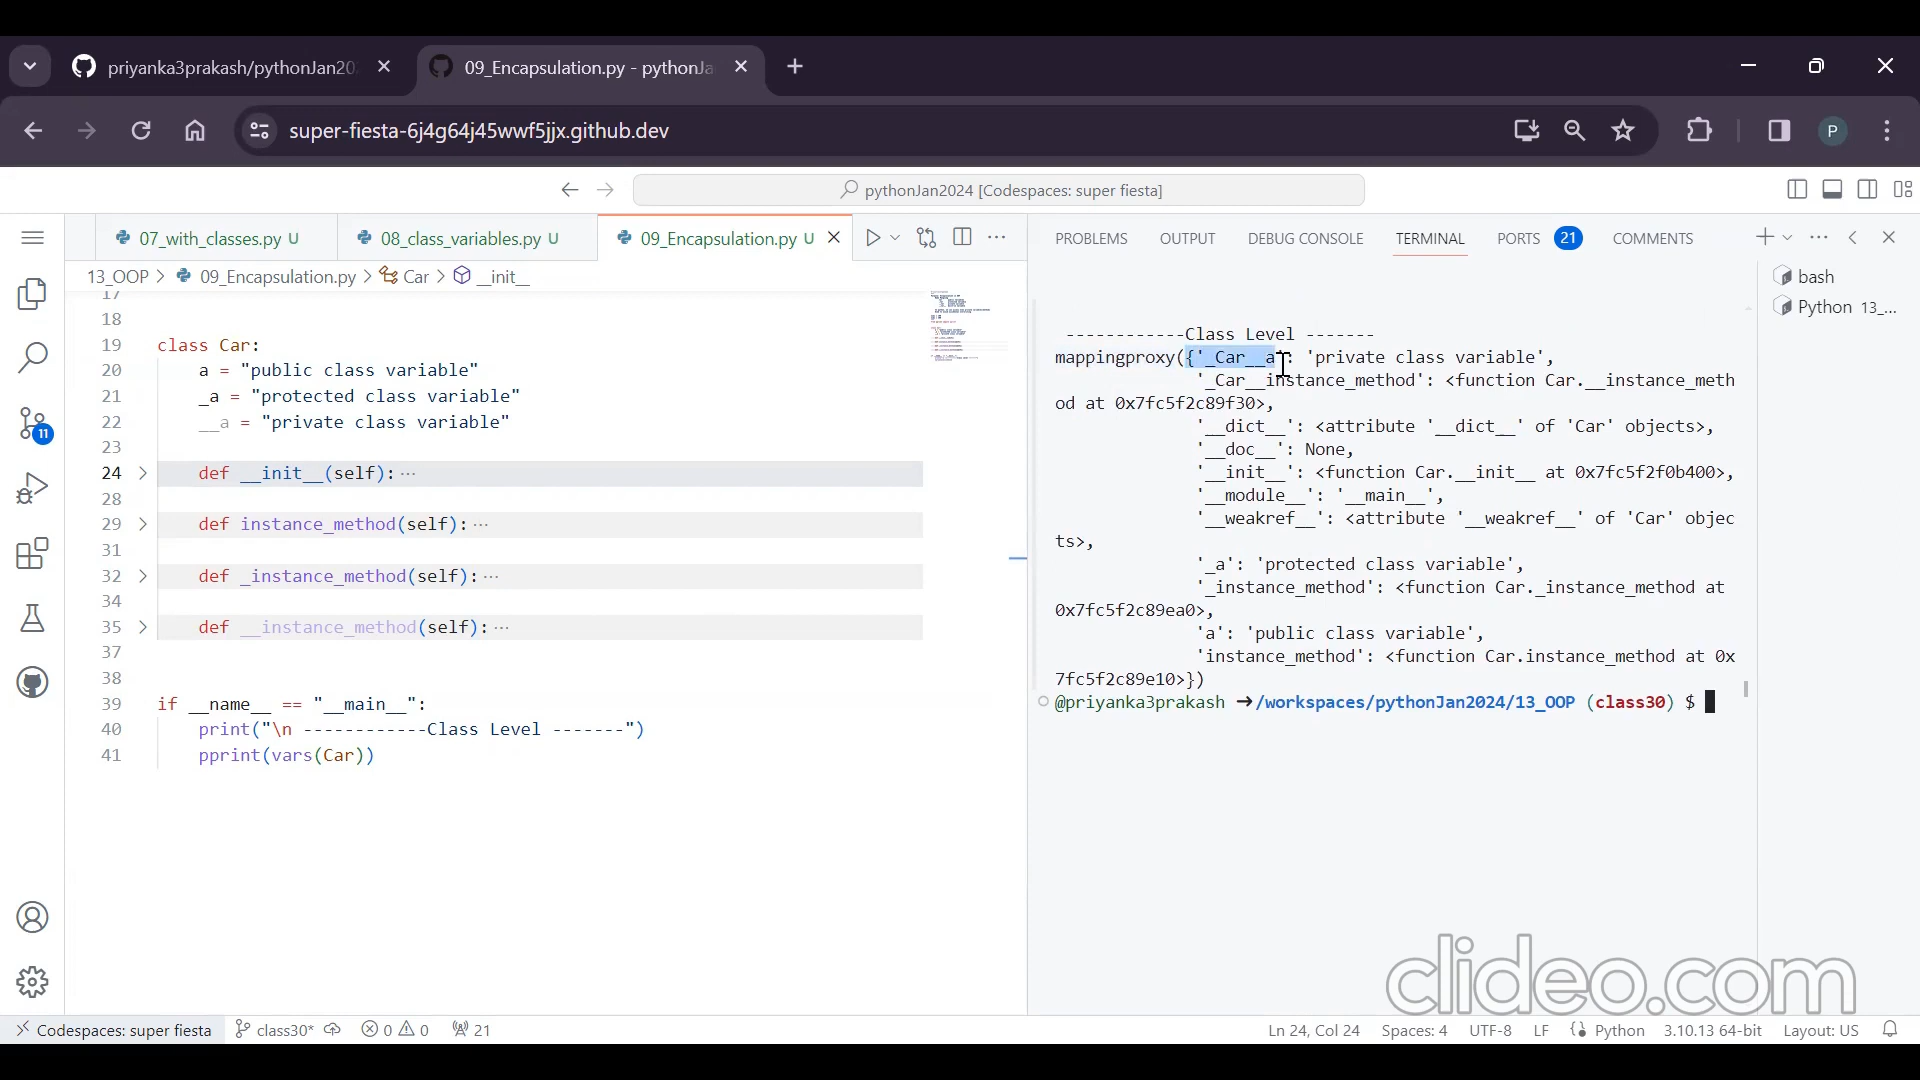 priyanka3prakash/pythonJan20
09_Encapsulation.py - pythonJa
super-fiesta-6j4g64j45wwf5jjx.github.dev
P
pythonJan2024 [Codespaces: super fiesta]
07_with_classes.py U
08_class_variables.py U
09_Encapsulation.py U
PROBLEMS
OUTPUT
DEBUG CONSOLE
TERMINAL
PORTS
21
COMMENTS
13_OOP > 09_Encapsulation.py > Car > __init__
17
18
19 class Car:
20 a = "public class variable"
21 _a = "protected class variable"
22 __a = "private class variable"
23
24 > def __init__(self): ...
28
29 > def instance_method(self): ...
31
32 > def _instance_method(self): ...
34
35 > def __instance_method(self): ...
37
38
39 if __name__ == "__main__":
40 print("\n ------------Class Level -------")
41 pprint(vars(Car))
11
------------Class Level -------
mappingproxy({'_Car__a': 'private class variable',
'_Car__instance_method': <function Car.__instance_meth
od at 0x7fc5f2c89f30>,
'__dict__': <attribute '__dict__' of 'Car' objects>,
'__doc__': None,
'__init__': <function Car.__init__ at 0x7fc5f2f0b400>,
'__module__': '__main__',
'__weakref__': <attribute '__weakref__' of 'Car' objec
ts>,
'_a': 'protected class variable',
'_instance_method': <function Car._instance_method at
0x7fc5f2c89ea0>,
'a': 'public class variable',
'instance_method': <function Car.instance_method at 0x
7fc5f2c89e10>})
@priyanka3prakash ➜/workspaces/pythonJan2024/13_OOP (class30) $
bash
Python 13_...
clideo.com
Codespaces: super fiesta
class30*
0
0
21
Ln 24, Col 24
Spaces: 4
UTF-8
LF
Python
3.10.13 64-bit
Layout: US